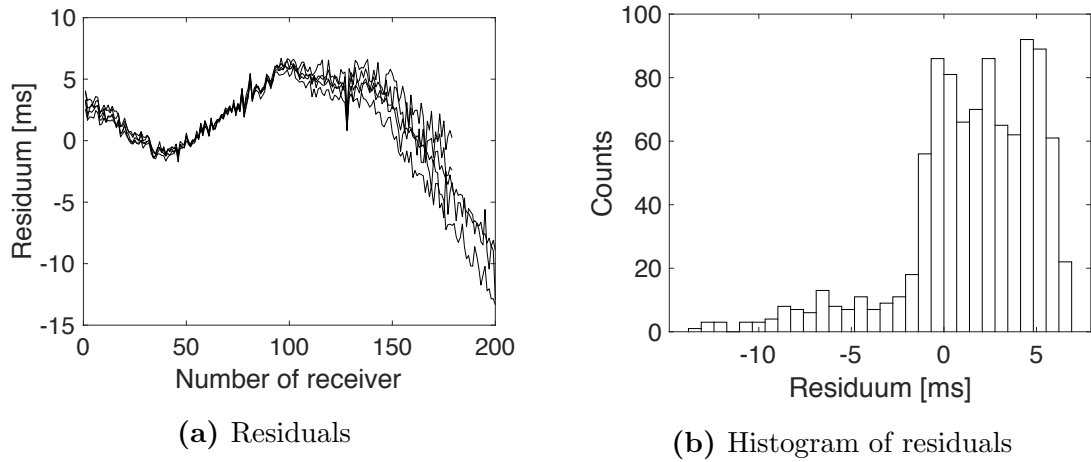 10
5
0
-5
-10
-15
Residuum [ms]
0 50 100 150 200
Number of receiver
(a) Residuals
100
80
60
40
20
0
Counts
-10 -5 0 5
Residuum [ms]
(b) Histogram of residuals